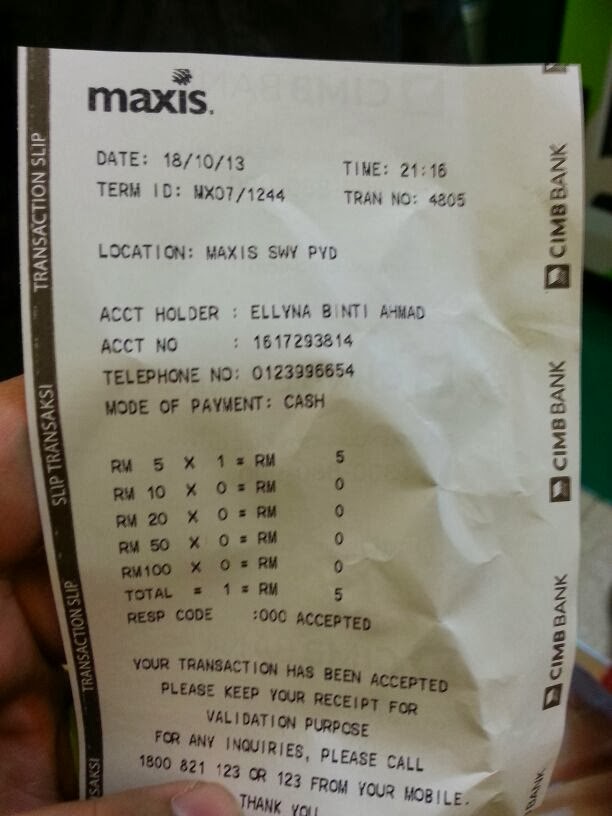 maxis.
DATE: 18/10/13 TIME: 21:16
TERM ID: MX07/1244 TRAN NO: 4805
LOCATION: MAXIS SWY PYD
ACCT HOLDER : ELLYNA BINTI AHMAD
ACCT NO : 1617293814
TELEPHONE NO: 0123996654
MODE OF PAYMENT: CASH
RM 5 X 1 = RM 5
RM 10 X 0 = RM 0
RM 20 X 0 = RM 0
RM 50 X 0 = RM 0
RM100 X 0 = RM 0
TOTAL = 1 = RM 5
RESP CODE :000 ACCEPTED
YOUR TRANSACTION HAS BEEN ACCEPTED
PLEASE KEEP YOUR RECEIPT FOR
VALIDATION PURPOSE
FOR ANY INQUIRIES, PLEASE CALL
1800 821 123 OR 123 FROM YOUR MOBILE.
THANK YOU
TRANSACTION SLIP
SLIP TRANSAKSI
TRANSACTION SLIP
SAKSI
CIMB BANK
CIMB BANK
CIMB BANK
BANK